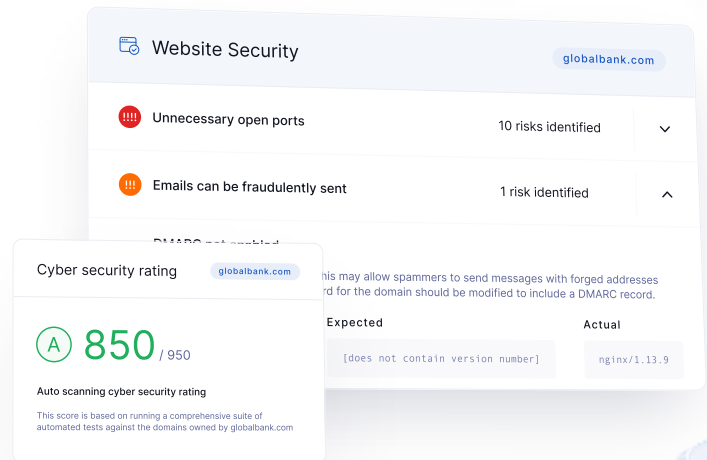 Website Security
globalbank.com
!!!! Unnecessary open ports 10 risks identified
!!! Emails can be fraudulently sent 1 risk identified
DMARC not enabled
this may allow spammers to send messages with forged addresses
rd for the domain should be modified to include a DMARC record.
Expected Actual
[does not contain version number] nginx/1.13.9
Cyber security rating globalbank.com
A 850 / 950
Auto scanning cyber security rating
This score is based on running a comprehensive suite of
automated tests against the domains owned by globalbank.com